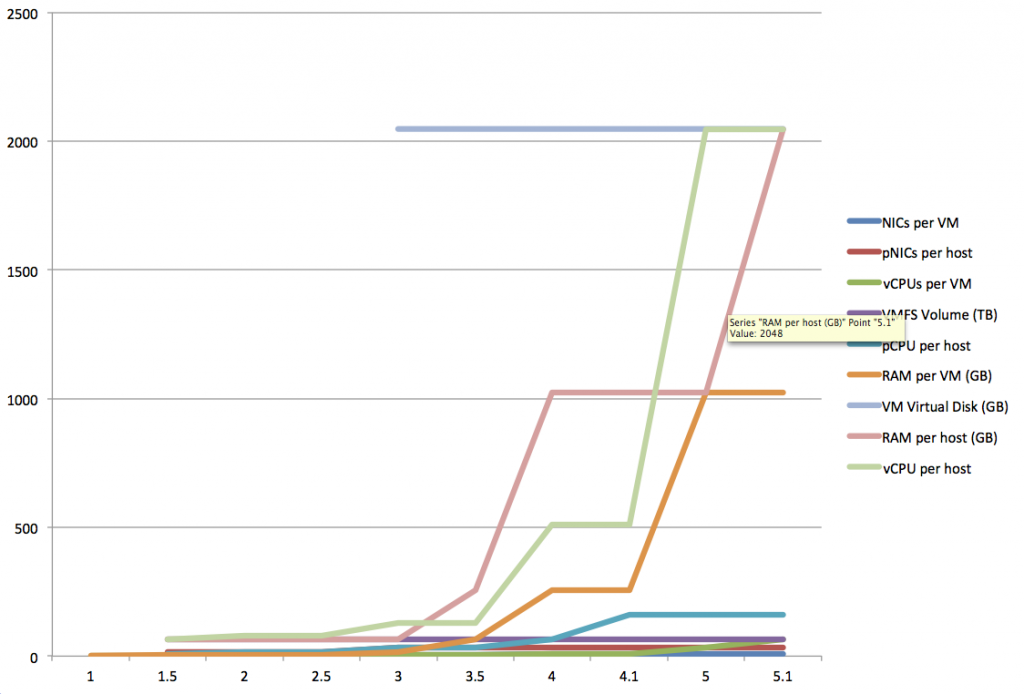 2500
2000
1500
1000
500
0
1
1.5
2
2.5
3
3.5
4
4.1
5
5.1
NICs per VM
pNICs per host
vCPUs per VM
VMFS Volume (TB)
pCPU per host
RAM per VM (GB)
VM Virtual Disk (GB)
RAM per host (GB)
vCPU per host
Series "RAM per host (GB)" Point "5.1"
Value: 2048